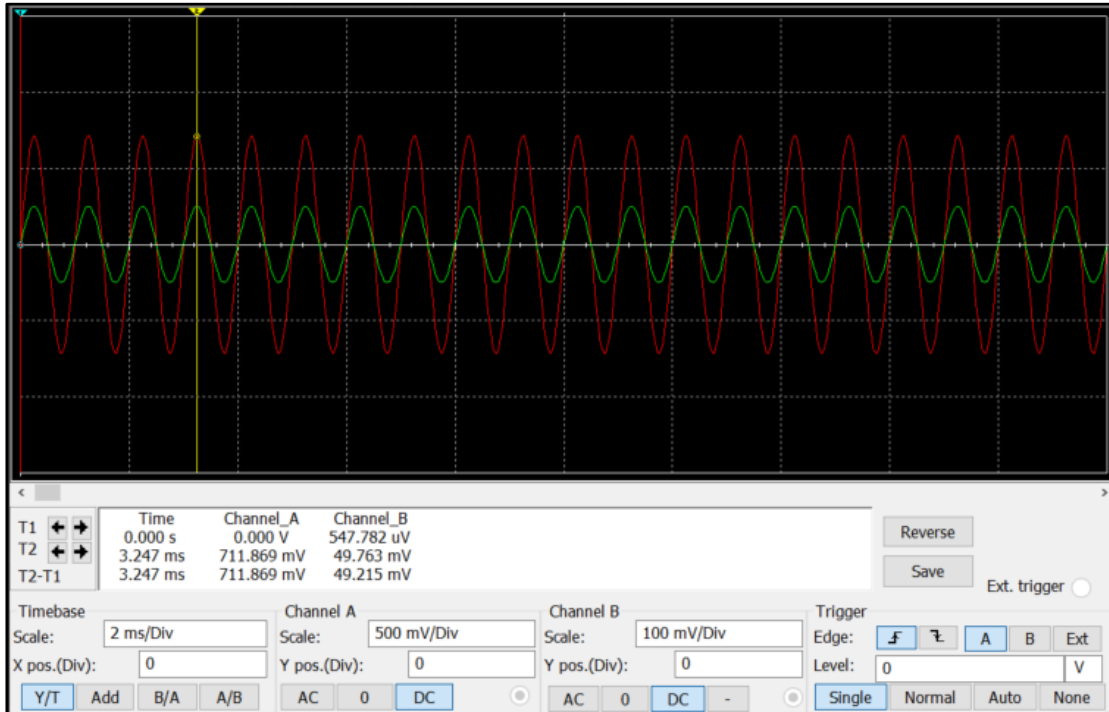 Time Channel_A Channel_B
T1 0.000 s 0.000 V 547.782 uV
T2 3.247 ms 711.869 mV 49.763 mV
T2-T1 3.247 ms 711.869 mV 49.215 mV
Reverse
Save
Ext. trigger
Timebase
Scale: 2 ms/Div
X pos.(Div): 0
Y/T Add B/A A/B
Channel A
Scale: 500 mV/Div
Y pos.(Div): 0
AC 0 DC
Channel B
Scale: 100 mV/Div
Y pos.(Div): 0
AC 0 DC -
Trigger
Edge: A B Ext
Level: 0 V
Single Normal Auto None